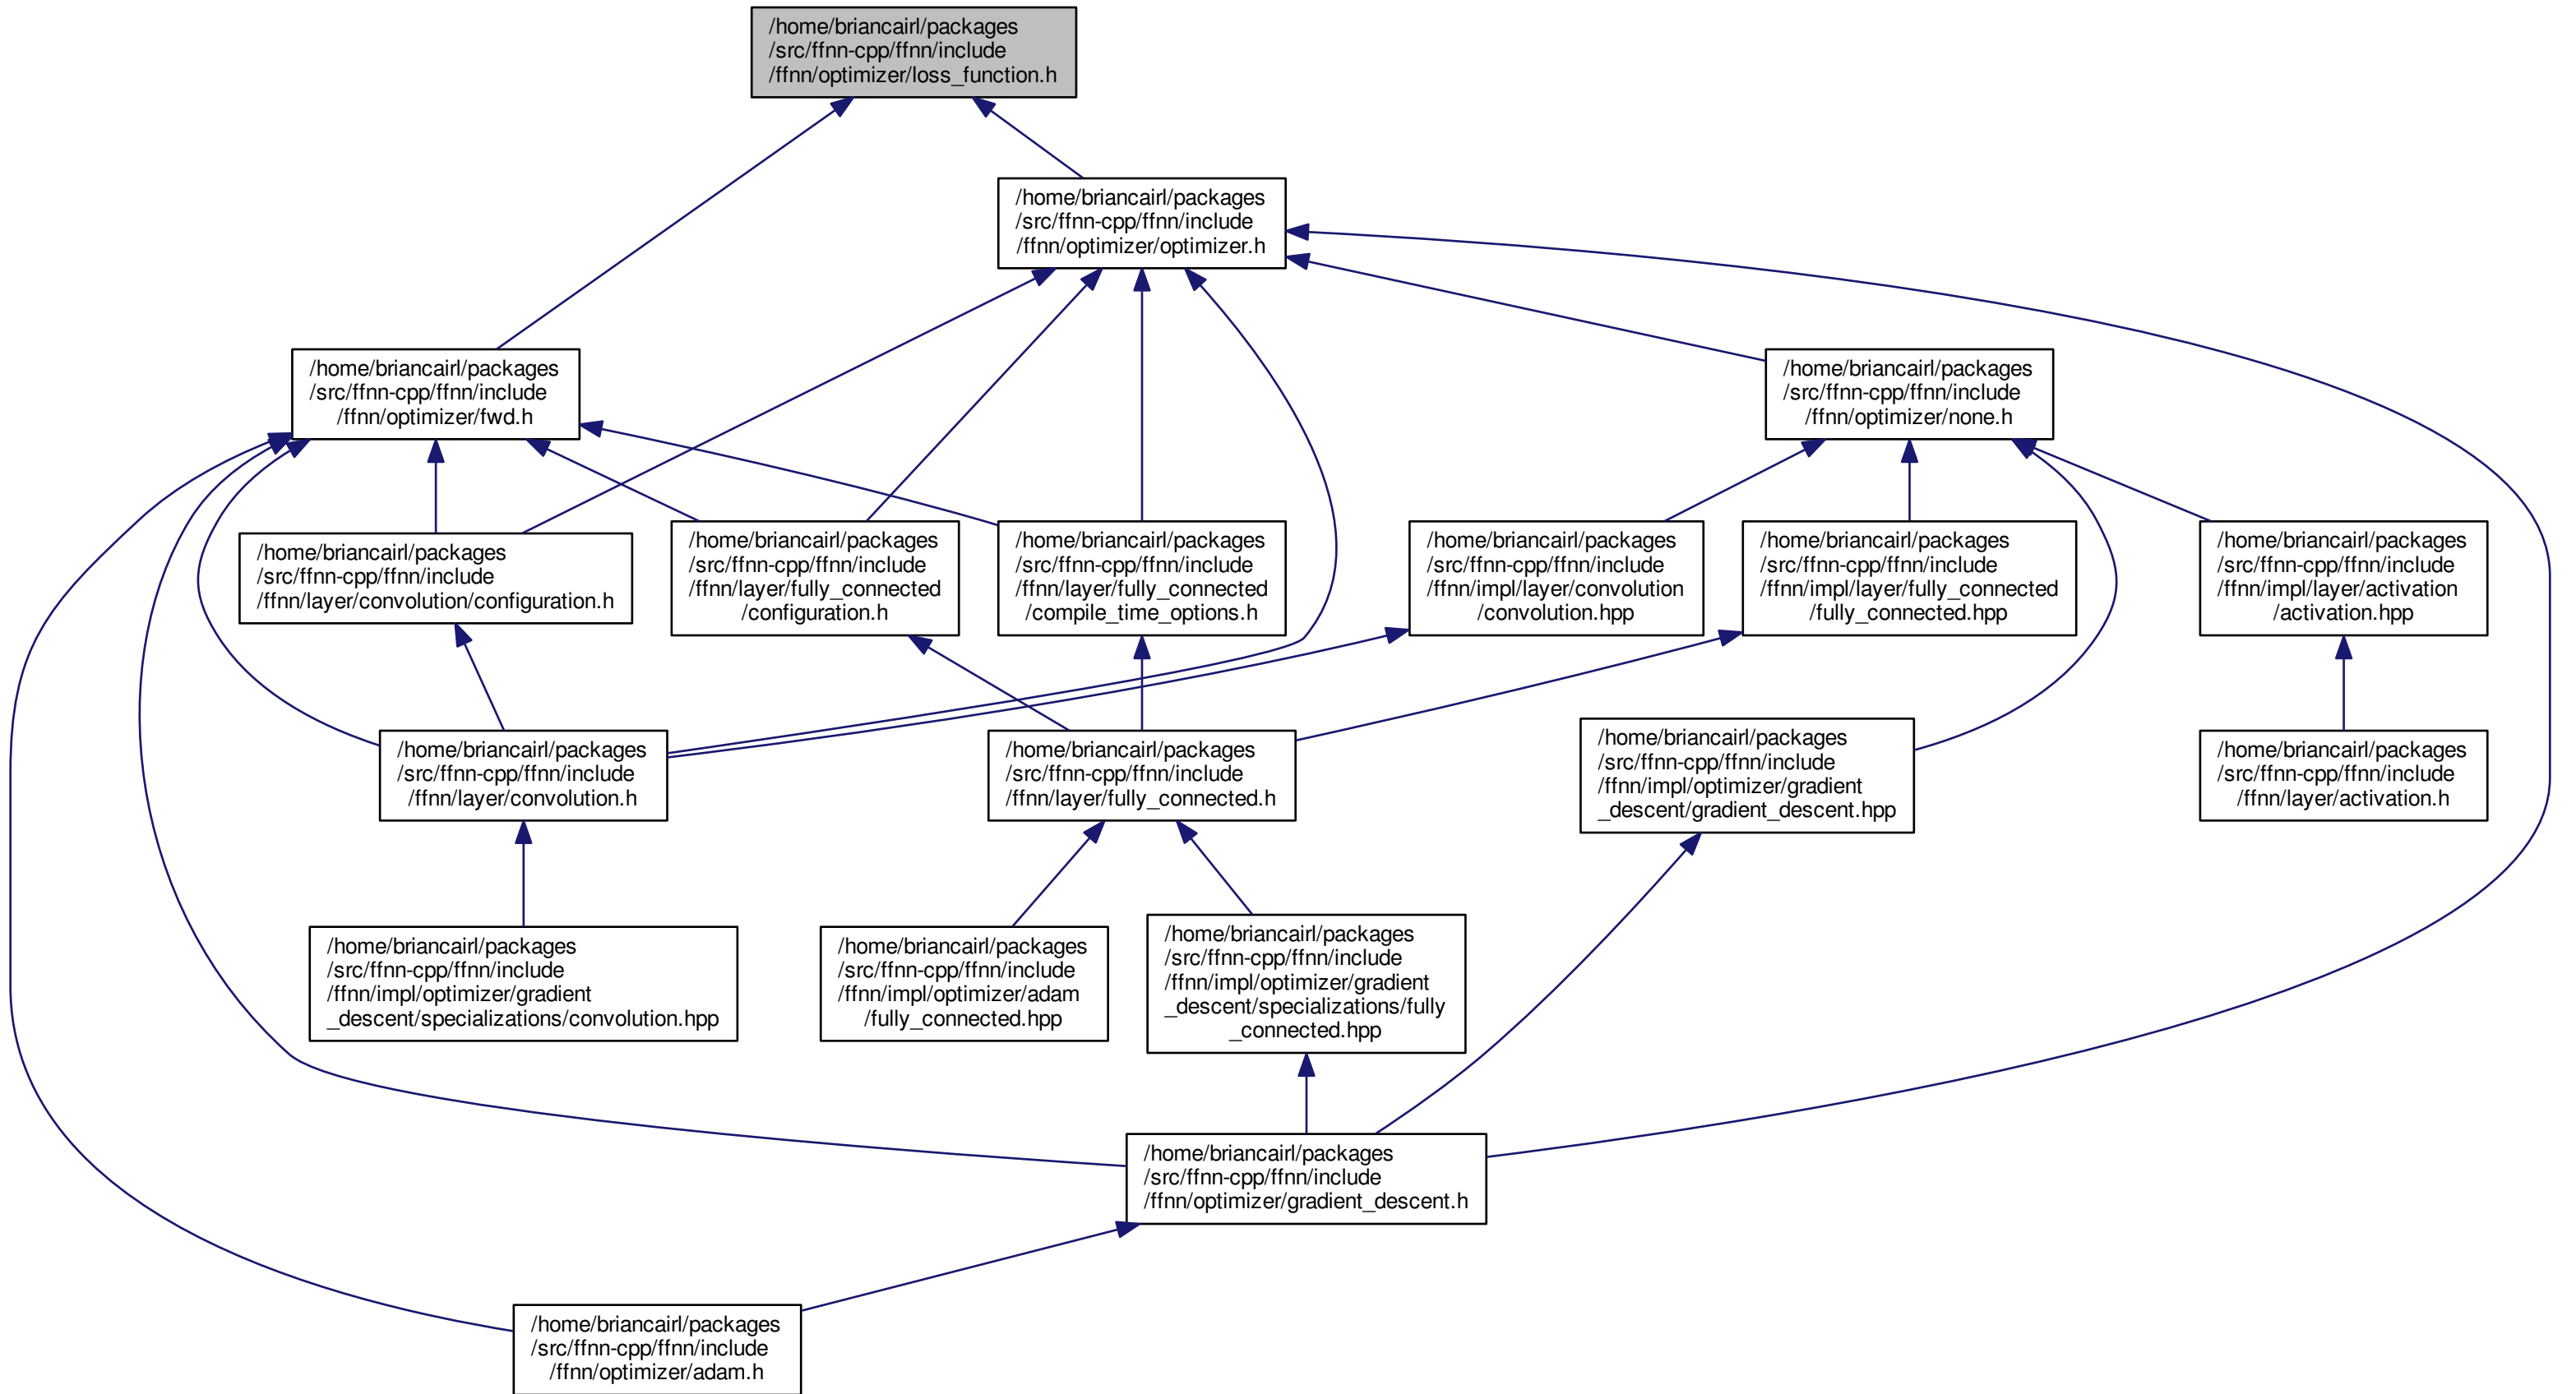 /home/briancairl/packages
/src/ffnn-cpp/ffnn/include
/ffnn/optimizer/loss_function.h
/home/briancairl/packages
/src/ffnn-cpp/ffnn/include
/ffnn/optimizer/optimizer.h
/home/briancairl/packages
/src/ffnn-cpp/ffnn/include
/ffnn/optimizer/fwd.h
/home/briancairl/packages
/src/ffnn-cpp/ffnn/include
/ffnn/optimizer/none.h
/home/briancairl/packages
/src/ffnn-cpp/ffnn/include
/ffnn/layer/convolution/configuration.h
/home/briancairl/packages
/src/ffnn-cpp/ffnn/include
/ffnn/layer/fully_connected
/configuration.h
/home/briancairl/packages
/src/ffnn-cpp/ffnn/include
/ffnn/layer/fully_connected
/compile_time_options.h
/home/briancairl/packages
/src/ffnn-cpp/ffnn/include
/ffnn/impl/layer/convolution
/convolution.hpp
/home/briancairl/packages
/src/ffnn-cpp/ffnn/include
/ffnn/impl/layer/fully_connected
/fully_connected.hpp
/home/briancairl/packages
/src/ffnn-cpp/ffnn/include
/ffnn/impl/layer/activation
/activation.hpp
/home/briancairl/packages
/src/ffnn-cpp/ffnn/include
/ffnn/layer/convolution.h
/home/briancairl/packages
/src/ffnn-cpp/ffnn/include
/ffnn/layer/fully_connected.h
/home/briancairl/packages
/src/ffnn-cpp/ffnn/include
/ffnn/impl/optimizer/gradient
_descent/gradient_descent.hpp
/home/briancairl/packages
/src/ffnn-cpp/ffnn/include
/ffnn/layer/activation.h
/home/briancairl/packages
/src/ffnn-cpp/ffnn/include
/ffnn/impl/optimizer/gradient
_descent/specializations/convolution.hpp
/home/briancairl/packages
/src/ffnn-cpp/ffnn/include
/ffnn/impl/optimizer/adam
/fully_connected.hpp
/home/briancairl/packages
/src/ffnn-cpp/ffnn/include
/ffnn/impl/optimizer/gradient
_descent/specializations/fully
_connected.hpp
/home/briancairl/packages
/src/ffnn-cpp/ffnn/include
/ffnn/optimizer/gradient_descent.h
/home/briancairl/packages
/src/ffnn-cpp/ffnn/include
/ffnn/optimizer/adam.h